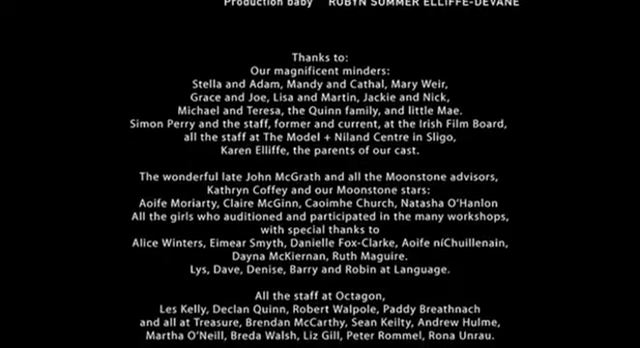 Production baby ROBYN SUMMER ELLIFFE-DEVANE
Thanks to:
Our magnificent minders:
Stella and Adam, Mandy and Cathal, Mary Weir,
Grace and Joe, Lisa and Martin, Jackie and Nick,
Michael and Teresa, the Quinn family, and little Mae.
Simon Perry and the staff, former and current, at the Irish Film Board,
all the staff at The Model + Niland Centre in Sligo,
Karen Elliffe, the parents of our cast.
The wonderful late John McGrath and all the Moonstone advisors,
Kathryn Coffey and our Moonstone stars:
Aoife Moriarty, Claire McGinn, Caoimhe Church, Natasha O'Hanlon
All the girls who auditioned and participated in the many workshops,
with special thanks to
Alice Winters, Eimear Smyth, Danielle Fox-Clarke, Aoife níChuillenain,
Dayna McKiernan, Ruth Maguire.
Lys, Dave, Denise, Barry and Robin at Language.
All the staff at Octagon,
Les Kelly, Declan Quinn, Robert Walpole, Paddy Breathnach
and all at Treasure, Brendan McCarthy, Sean Keilty, Andrew Hulme,
Martha O'Neill, Breda Walsh, Liz Gill, Peter Rommel, Rona Unrau.